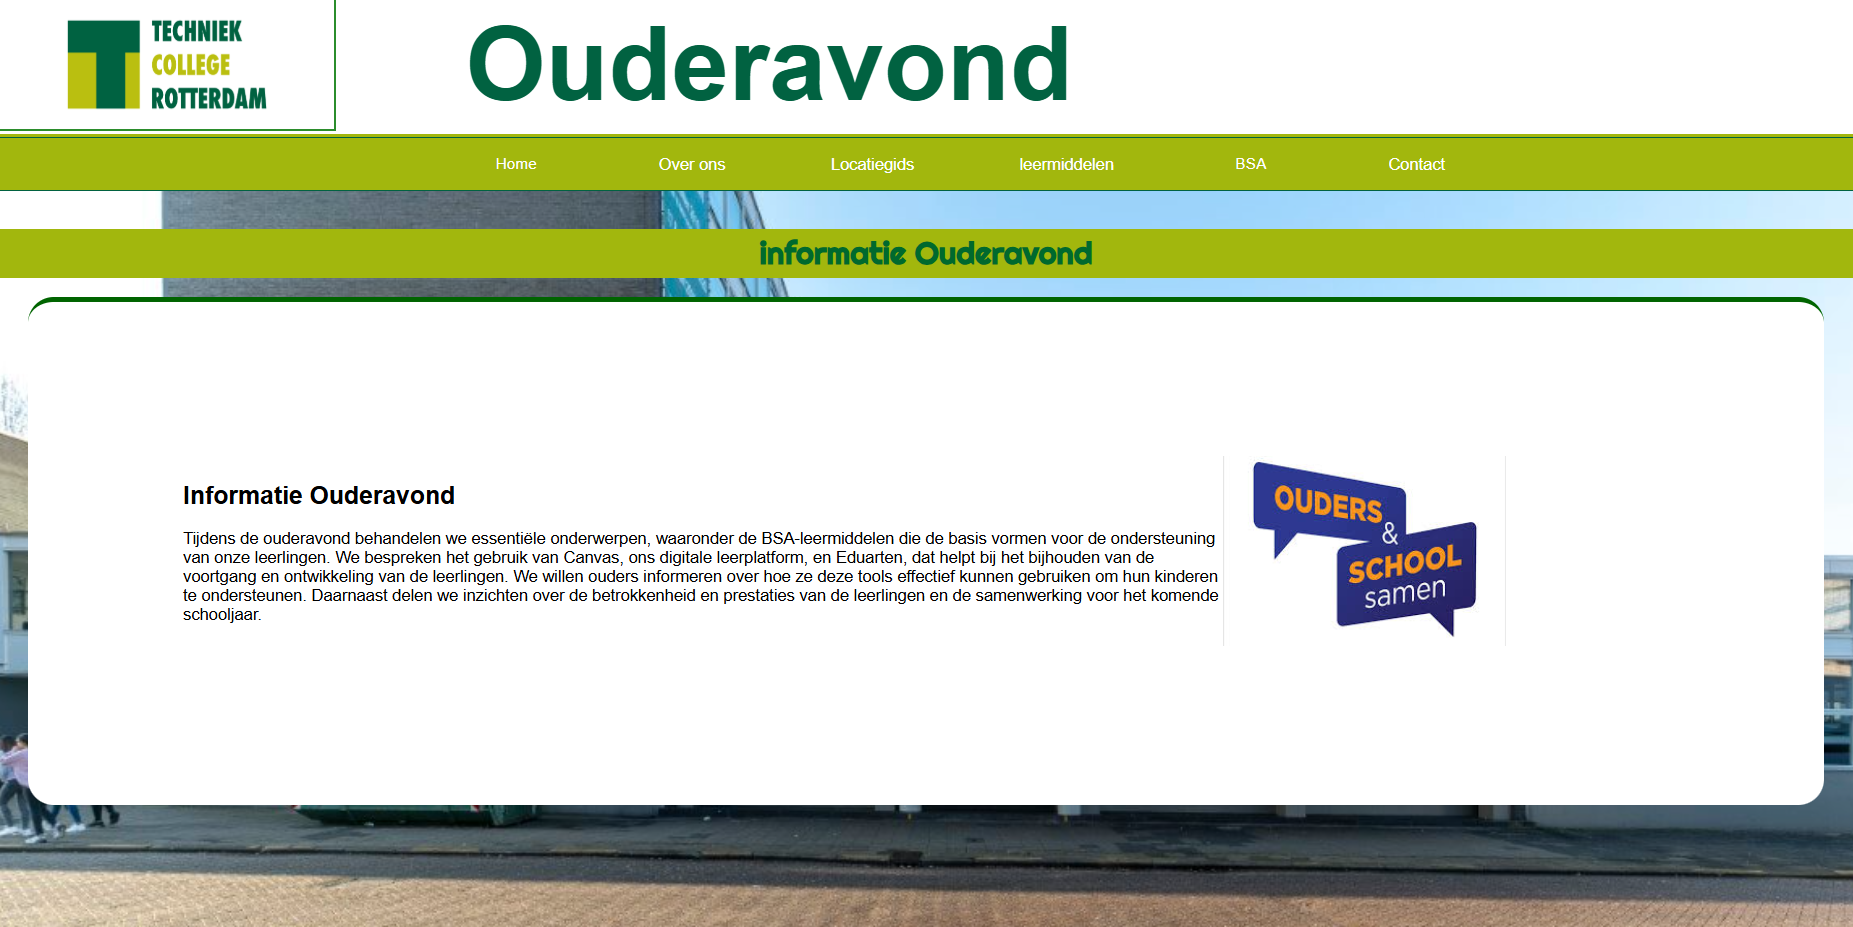 TECHNIEK
COLLEGE
ROTTERDAM
Ouderavond
Home Over ons Locatiegids leermiddelen BSA Contact
informatie Ouderavond
Informatie Ouderavond
Tijdens de ouderavond behandelen we essentiële onderwerpen, waaronder de BSA-leermiddelen die de basis vormen voor de ondersteuning
van onze leerlingen. We bespreken het gebruik van Canvas, ons digitale leerplatform, en Eduarten, dat helpt bij het bijhouden van de
voortgang en ontwikkeling van de leerlingen. We willen ouders informeren over hoe ze deze tools effectief kunnen gebruiken om hun kinderen
te ondersteunen. Daarnaast delen we inzichten over de betrokkenheid en prestaties van de leerlingen en de samenwerking voor het komende
schooljaar.
OUDERS
&
SCHOOL
samen